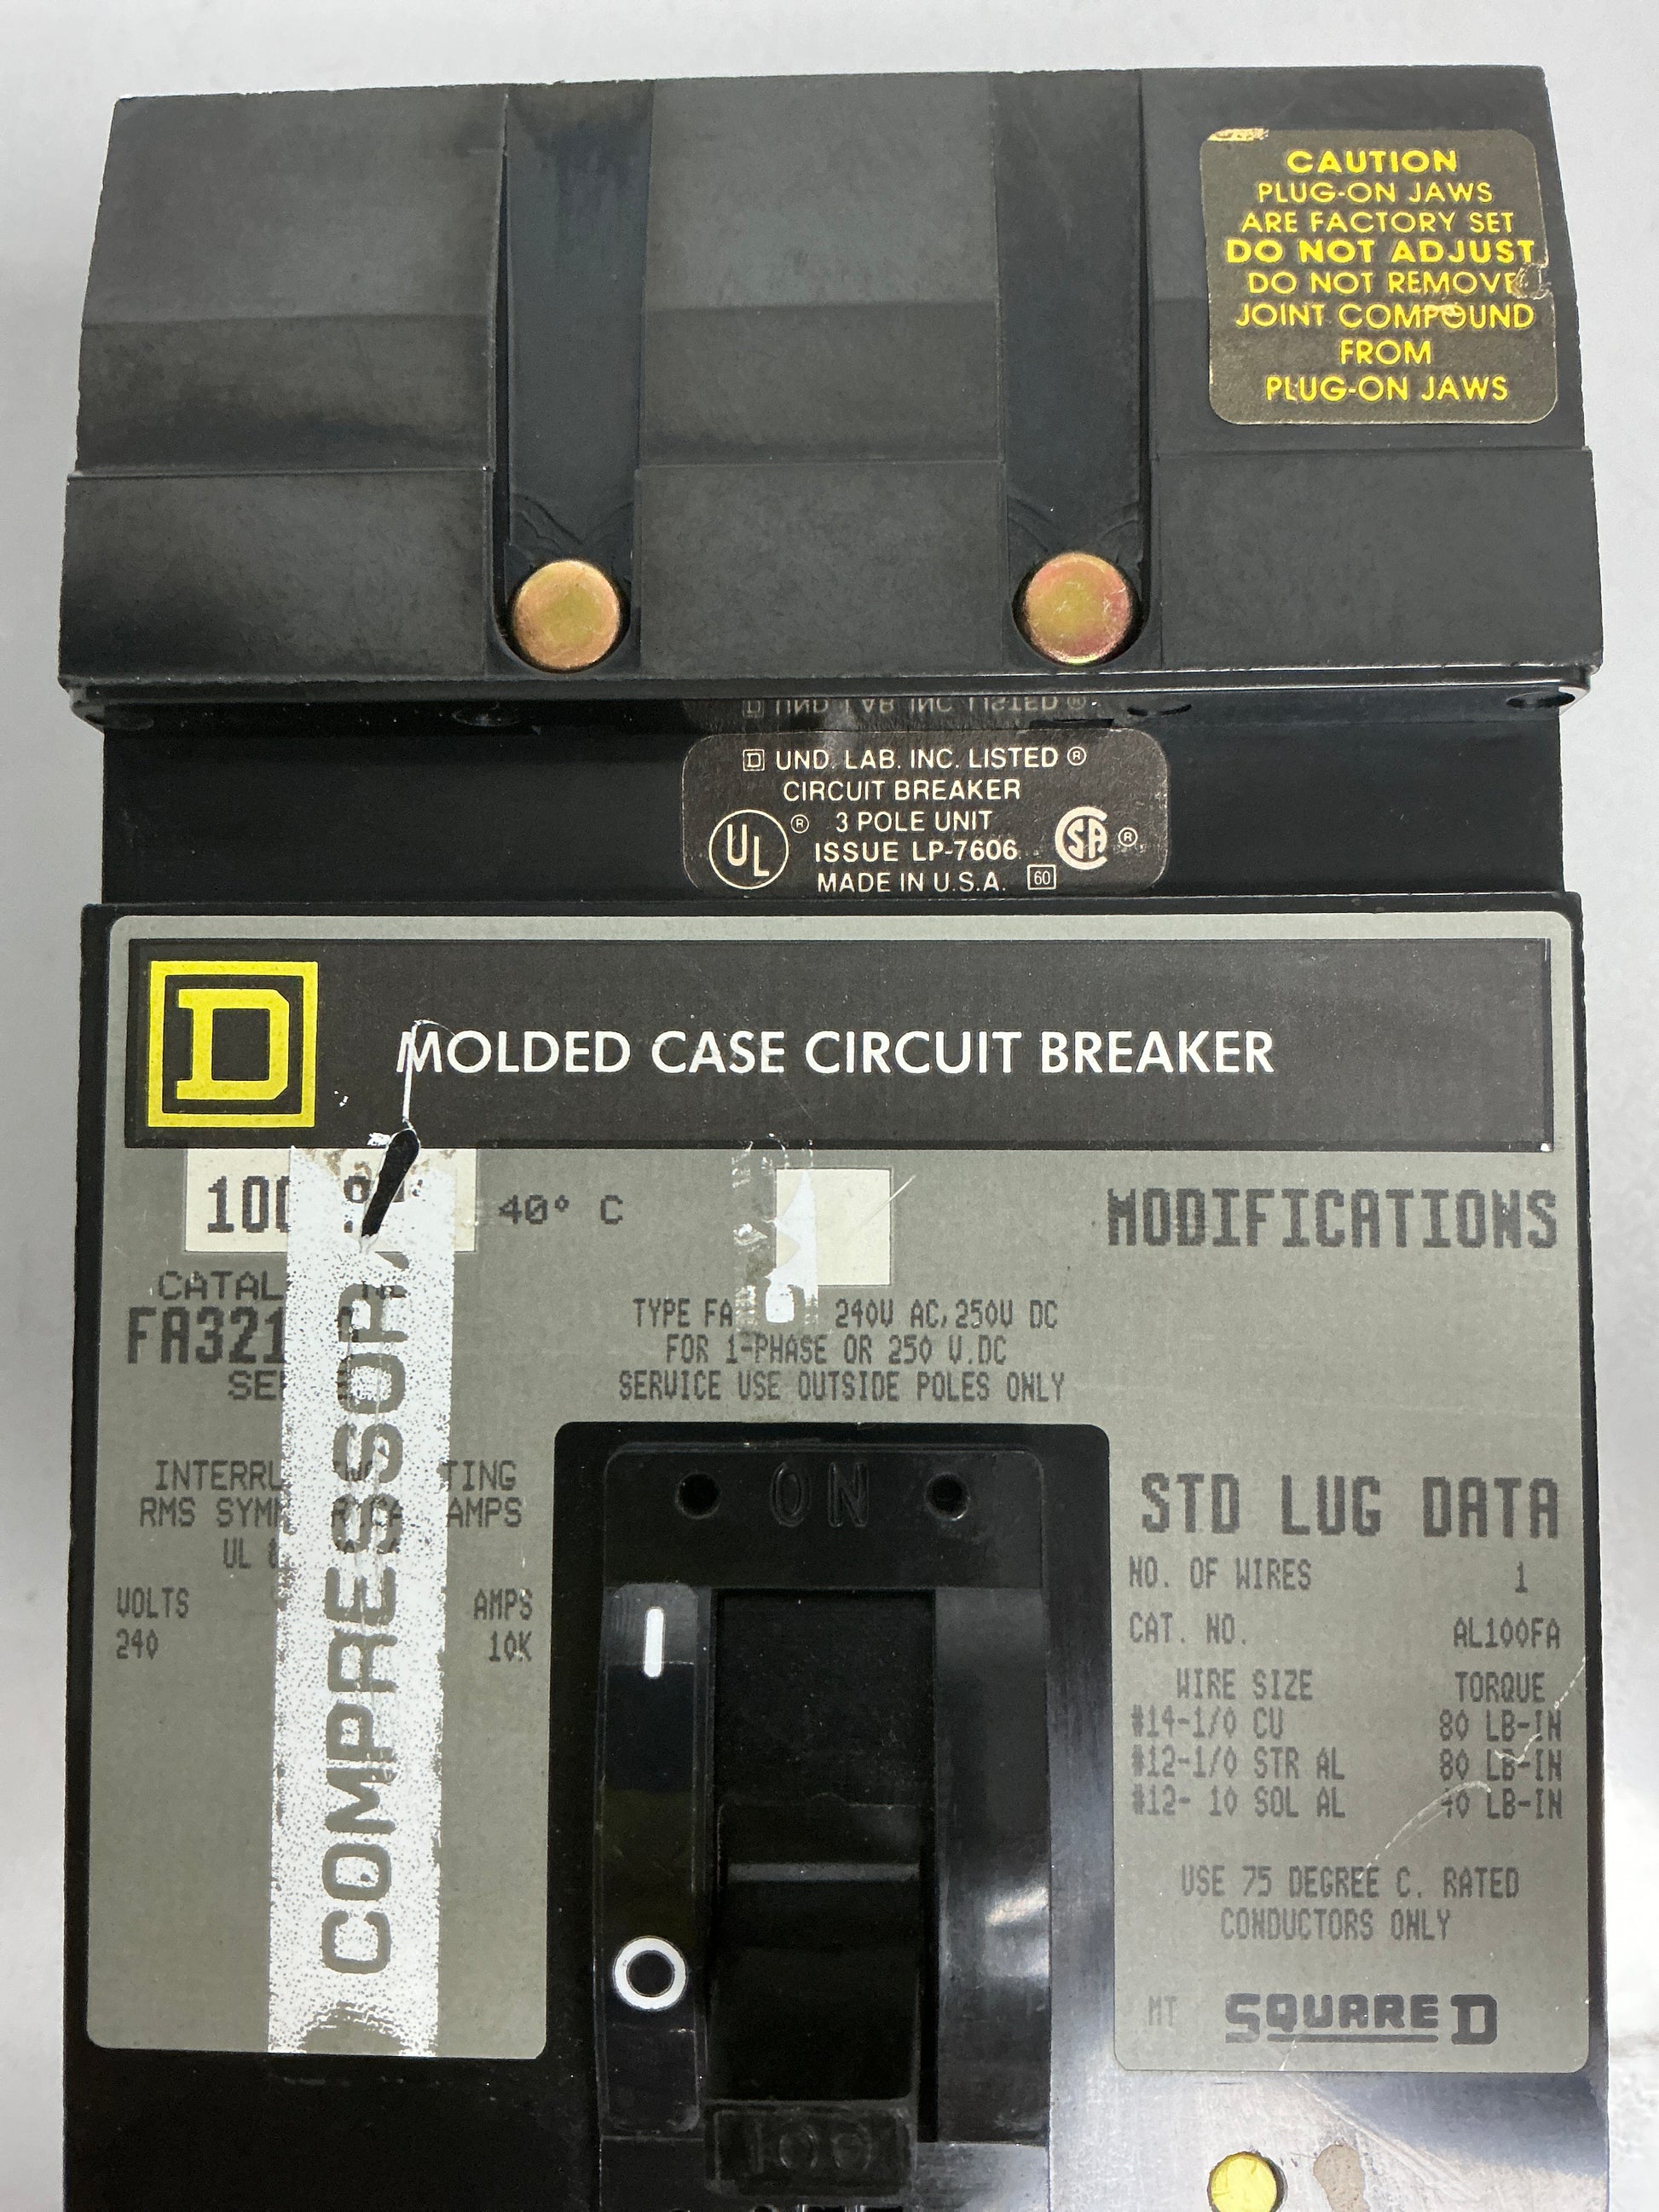 CAUTION
PLUG-ON JAWS
ARE FACTORY SET
DO NOT ADJUST
DO NOT REMOVE
JOINT COMPOUND
FROM
PLUG-ON JAWS
D UND. LAB. INC. LISTED ®
CIRCUIT BREAKER
UL ® 3 POLE UNIT SA ®
ISSUE LP-7606
MADE IN U.S.A. 60
D MOLDED CASE CIRCUIT BREAKER
40° C
MODIFICATIONS
TYPE FA 240V AC, 250V DC
FOR 1-PHASE OR 250 V.DC
SERVICE USE OUTSIDE POLES ONLY
RMS AMPS
VOLTS AMPS
240 10K
COMPRESSOR
ON
I
O
100
STD LUG DATA
NO. OF WIRES 1
CAT. NO. AL100FA
WIRE SIZE TORQUE
#14-1/0 CU 80 LB-IN
#12-1/0 STR AL 80 LB-IN
#12- 10 SOL AL 40 LB-IN
USE 75 DEGREE C. RATED
CONDUCTORS ONLY
MT SQUARE D